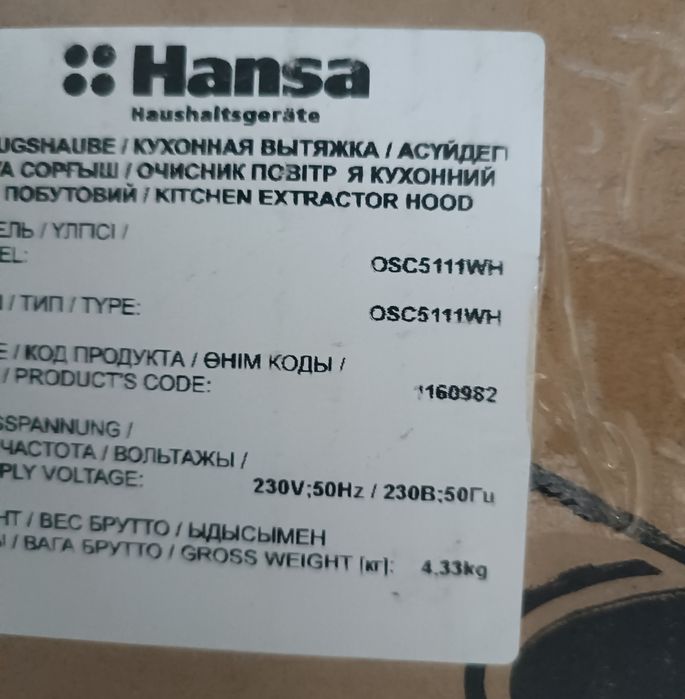 Hansa
Haushaltsgeräte
UGSHAUBE / КУХОННАЯ ВЫТЯЖКА / АСҮЙДЕГІ
А СОРҒЫШ / ОЧИСНИК ПОВІТР Я КУХОННИЙ
ПОБУТОВИЙ / KITCHEN EXTRACTOR HOOD
ЕЛЬ / ҮЛГІСІ /
EL: OSC5111WH
/ ТИП / TYPE: OSC5111WH
E / КОД ПРОДУКТА / ӨНІМ КОДЫ /
/ PRODUCT'S CODE: 1160982
SSPANNUNG /
ЧАСТОТА / ВОЛЬТАЖЫ /
PLY VOLTAGE: 230V;50Hz / 230В;50Гц
HT / ВЕС БРУТТО / ЫДЫСЫМЕН
/ ВАГА БРУТТО / GROSS WEIGHT [кг]: 4,33kg